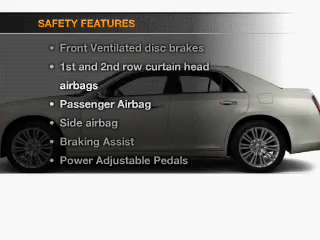 SAFETY FEATURES
• Front Ventilated disc brakes
• 1st and 2nd row curtain head
airbags
• Passenger Airbag
• Side airbag
• Braking Assist
• Power Adjustable Pedals